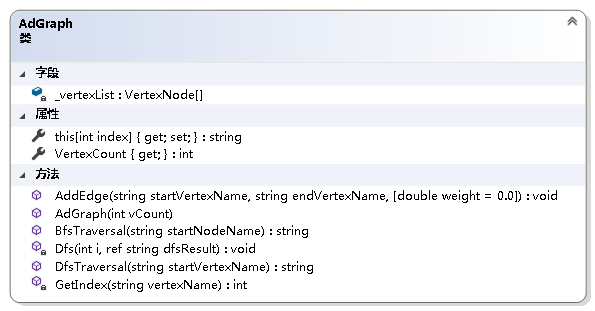 AdGraph
类
字段
_vertexList : VertexNode[]
属性
this[int index] { get; set; } : string
VertexCount { get; } : int
方法
AddEdge(string startVertexName, string endVertexName, [double weight = 0.0]) : void
AdGraph(int vCount)
BfsTraversal(string startNodeName) : string
Dfs(int i, ref string dfsResult) : void
DfsTraversal(string startVertexName) : string
GetIndex(string vertexName) : int